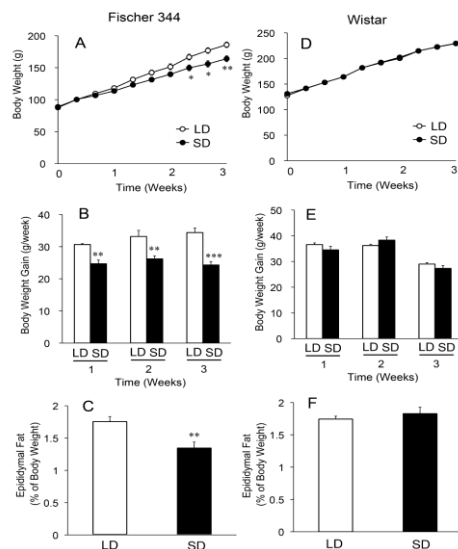 Fischer 344
Wistar
A
Body Weight (g)
200
150
100
50
0
LD
SD
*
*
**
0
1
2
3
Time (Weeks)
D
Body Weight (g)
250
200
150
100
50
0
LD
SD
0
1
2
3
Time (Weeks)
B
Body Weight Gain (g/week)
40
30
20
10
0
**
**
***
LD SD
LD SD
LD SD
1
2
3
Time (Weeks)
E
Body Weight Gain (g/week)
50
40
30
20
10
0
LD SD
LD SD
LD SD
1
2
3
Time (Weeks)
C
Epididymal Fat
(% of Body Weight)
2
1.5
1
0.5
0
**
LD
SD
F
Epididymal Fat
(% of Body Weight)
2
1.5
1
0.5
0
LD
SD